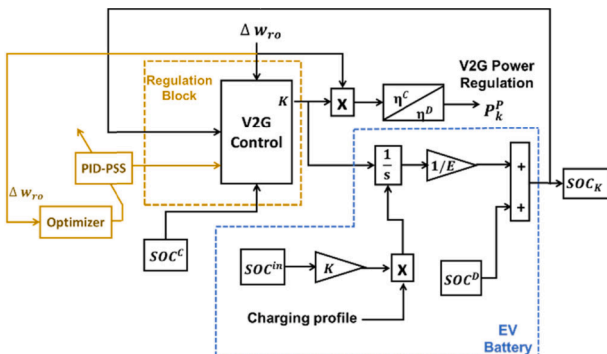 Δ w_ro
V2G Power
Regulation
Regulation
Block
K
V2G
Control
X
η^C
η^D
P_k^P
PID-PSS
Δ w_ro
Optimizer
1
s
1/E
+
+
SOC_K
SOC^C
SOC^in
K
X
SOC^D
Charging profile
EV
Battery